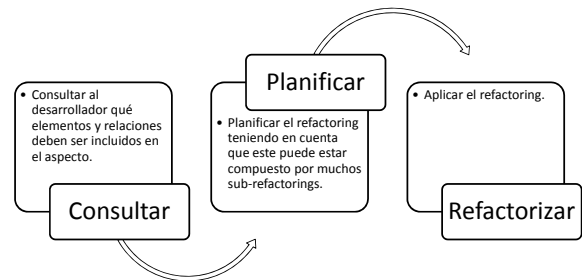 • Consultar al
desarrollador qué
elementos y relaciones
deben ser incluidos en
el aspecto.
Consultar
Planificar
• Planificar el refactoring
teniendo en cuenta
que este puede estar
compuesto por muchos
sub-refactorings.
• Aplicar el refactoring.
Refactorizar